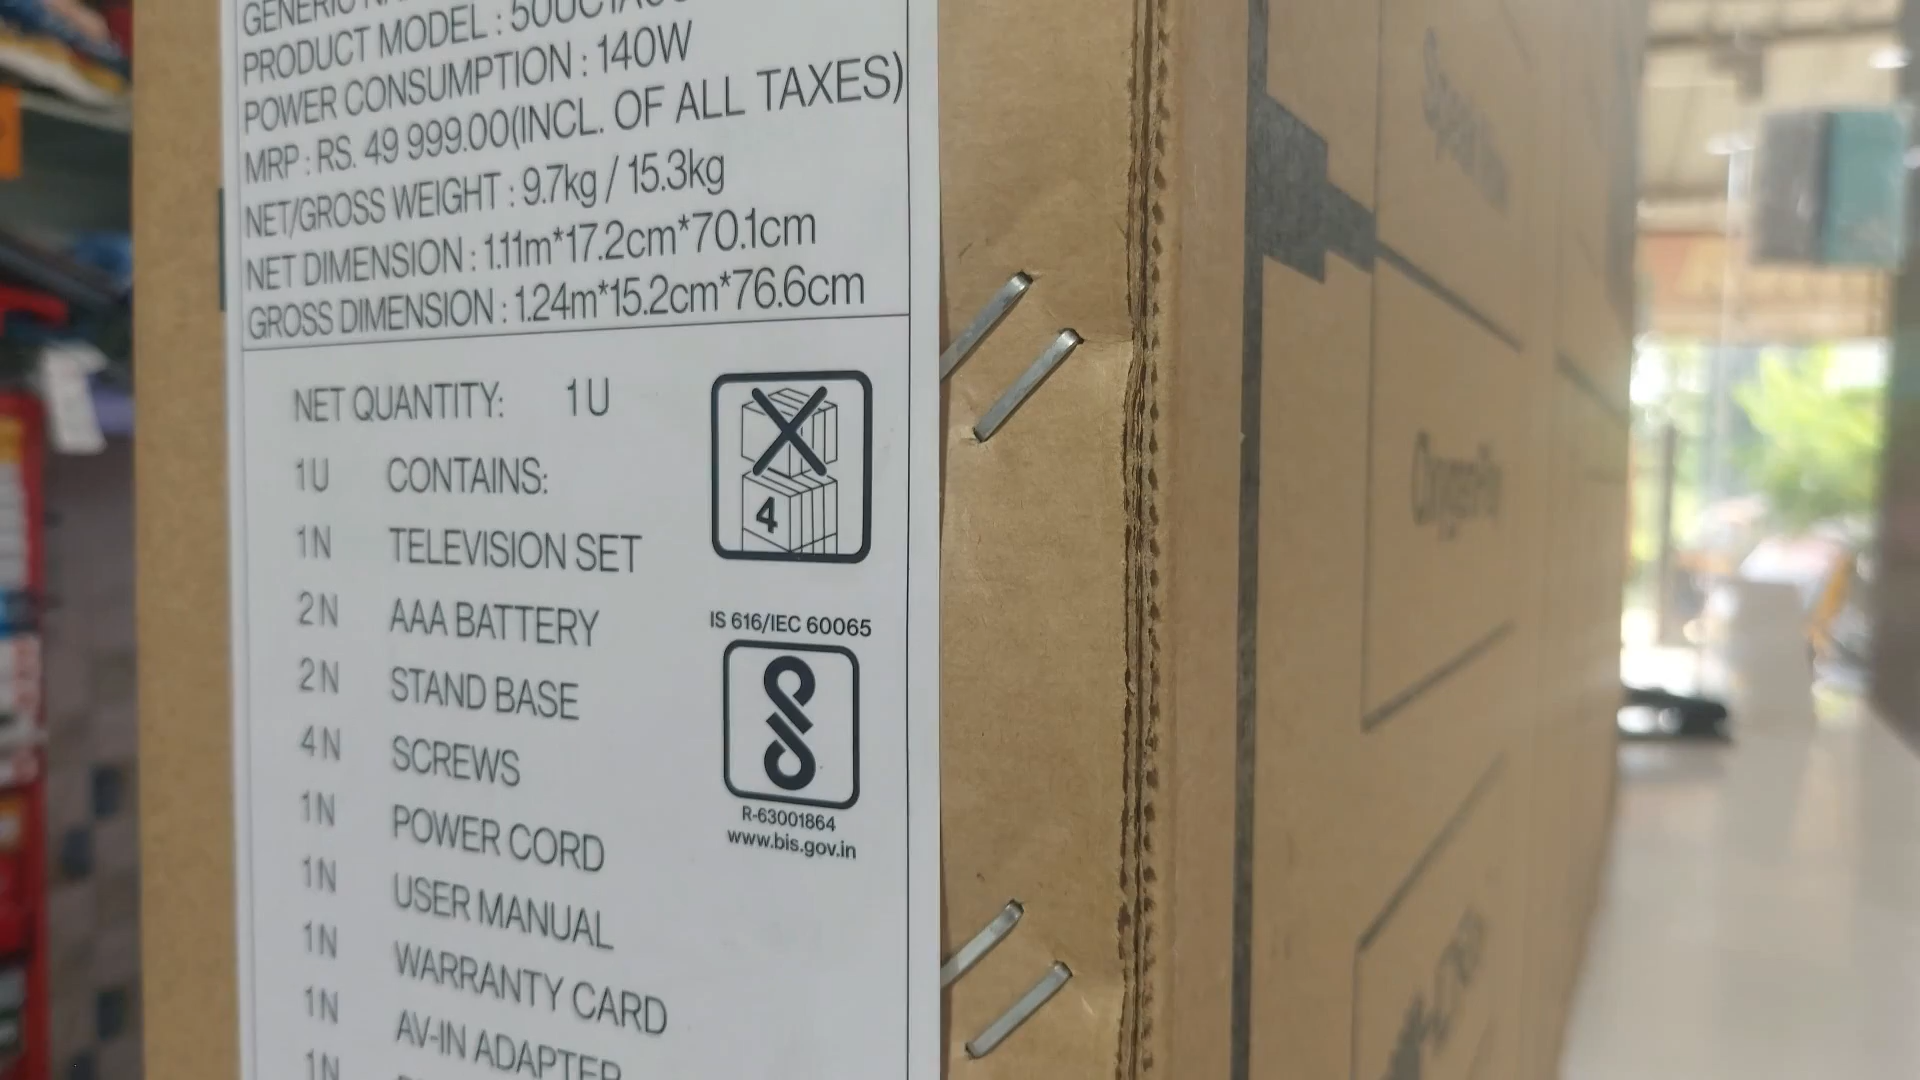 GENERIC
PRODUCT MODEL : 50UC1A
POWER CONSUMPTION : 140W
MRP : RS. 49 999.00(INCL. OF ALL TAXES)
NET/GROSS WEIGHT : 9.7kg / 15.3kg
NET DIMENSION : 1.11m*17.2cm*70.1cm
GROSS DIMENSION : 1.24m*15.2cm*76.6cm
NET QUANTITY: 1U
1U CONTAINS:
1N TELEVISION SET
2N AAA BATTERY
2N STAND BASE
4N SCREWS
1N POWER CORD
1N USER MANUAL
1N WARRANTY CARD
1N AV-IN ADAPTER
1N
4
IS 616/IEC 60065
R-63001864
www.bis.gov.in